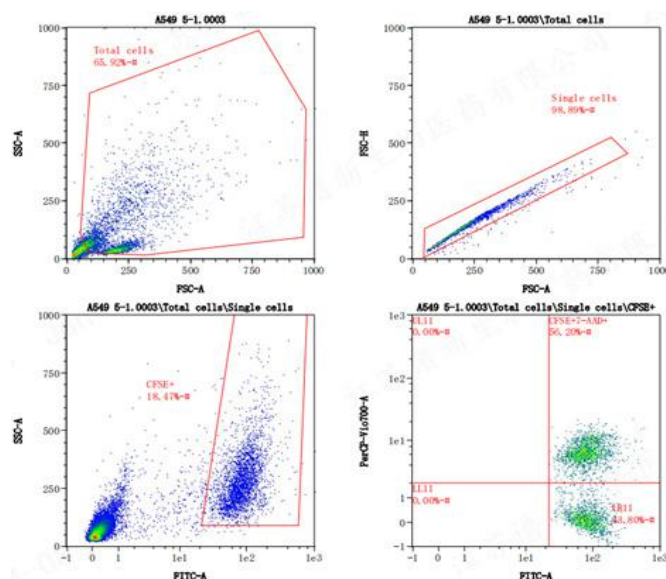 A549 5-1.0003
Total cells
65.92%-#
1000
750
500
250
0
SSC-A
0
250
500
750
1000
FSC-A
A549 5-1.0003\Total cells
Single cells
98.89%-#
1000
750
500
250
0
FSC-H
0
250
500
750
1000
FSC-A
A549 5-1.0003\Total cells\Single cells
CFSE+
18.47%-#
1000
750
500
250
0
SSC-A
-1
0
1
1e1
1e2
1e3
FITC-A
A549 5-1.0003\Total cells\Single cells\CFSE+
UL11
0.00%-#
CFSE+7-AAD+
56.20%-#
LL11
0.00%-#
LR11
43.80%-#
1e3
1e2
1e1
1
0
-1
PerCP-Vio700-A
-1
0
1
1e1
1e2
1e3
FITC-A